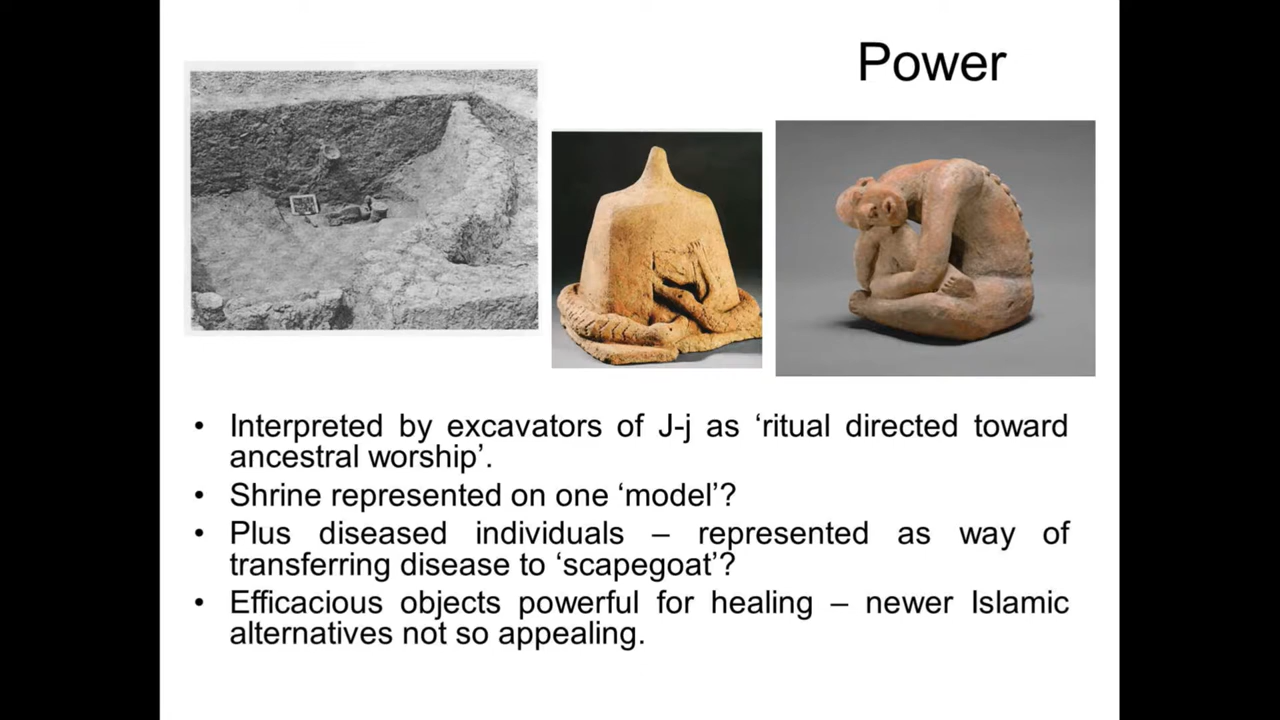 Power
• Interpreted by excavators of J-j as ‘ritual directed toward
ancestral worship’.
• Shrine represented on one ‘model’?
• Plus diseased individuals – represented as way of
transferring disease to ‘scapegoat’?
• Efficacious objects powerful for healing – newer Islamic
alternatives not so appealing.